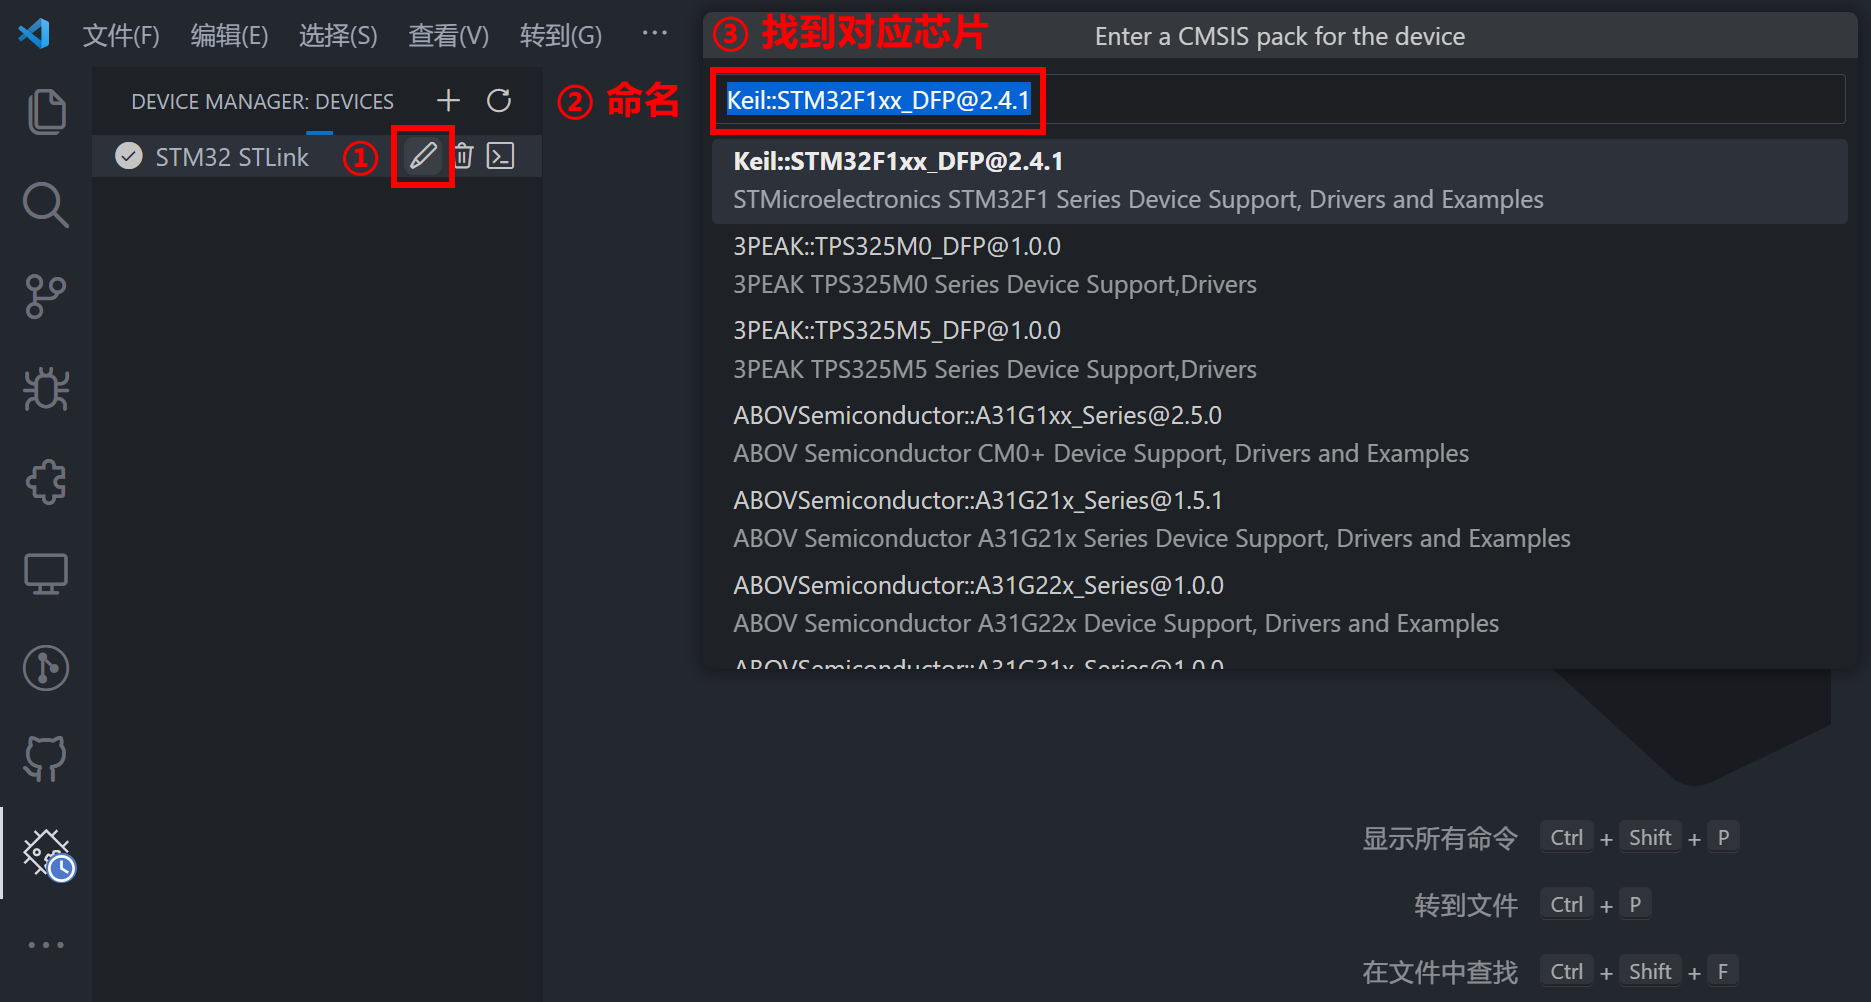 文件(F) 编辑(E) 选择(S) 查看(V) 转到(G) ···
DEVICE MANAGER: DEVICES
STM32 STLink
①
② 命名
③ 找到对应芯片
Enter a CMSIS pack for the device
Keil::STM32F1xx_DFP@2.4.1
Keil::STM32F1xx_DFP@2.4.1
STMicroelectronics STM32F1 Series Device Support, Drivers and Examples
3PEAK::TPS325M0_DFP@1.0.0
3PEAK TPS325M0 Series Device Support,Drivers
3PEAK::TPS325M5_DFP@1.0.0
3PEAK TPS325M5 Series Device Support,Drivers
ABOVSemiconductor::A31G1xx_Series@2.5.0
ABOV Semiconductor CM0+ Device Support, Drivers and Examples
ABOVSemiconductor::A31G21x_Series@1.5.1
ABOV Semiconductor A31G21x Series Device Support, Drivers and Examples
ABOVSemiconductor::A31G22x_Series@1.0.0
ABOV Semiconductor A31G22x Device Support, Drivers and Examples
ABOVSemiconductor::A31G31x_Series@1.0.0
显示所有命令 Ctrl + Shift + P
转到文件 Ctrl + P
在文件中查找 Ctrl + Shift + F